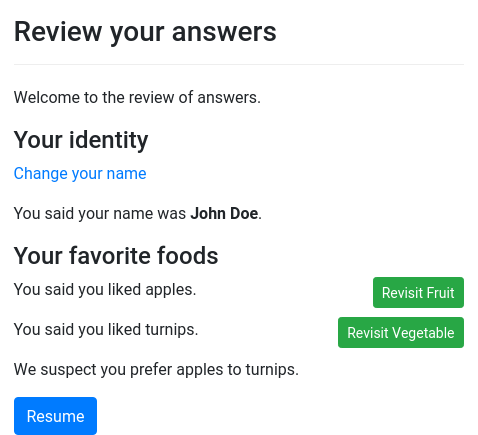 Review your answers
Welcome to the review of answers.
Your identity
Change your name
You said your name was John Doe.
Your favorite foods
You said you liked apples. Revisit Fruit
You said you liked turnips. Revisit Vegetable
We suspect you prefer apples to turnips.
Resume